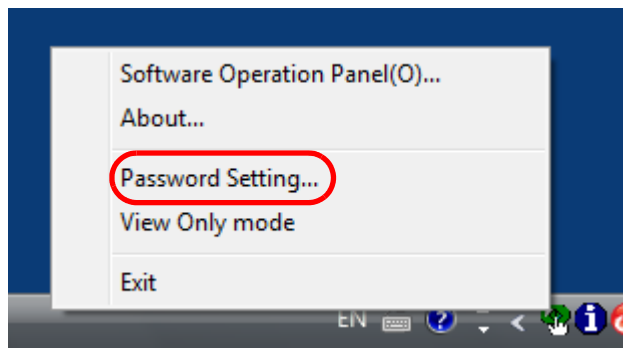 Software Operation Panel(O)...
About...
Password Setting...
View Only mode
Exit
EN